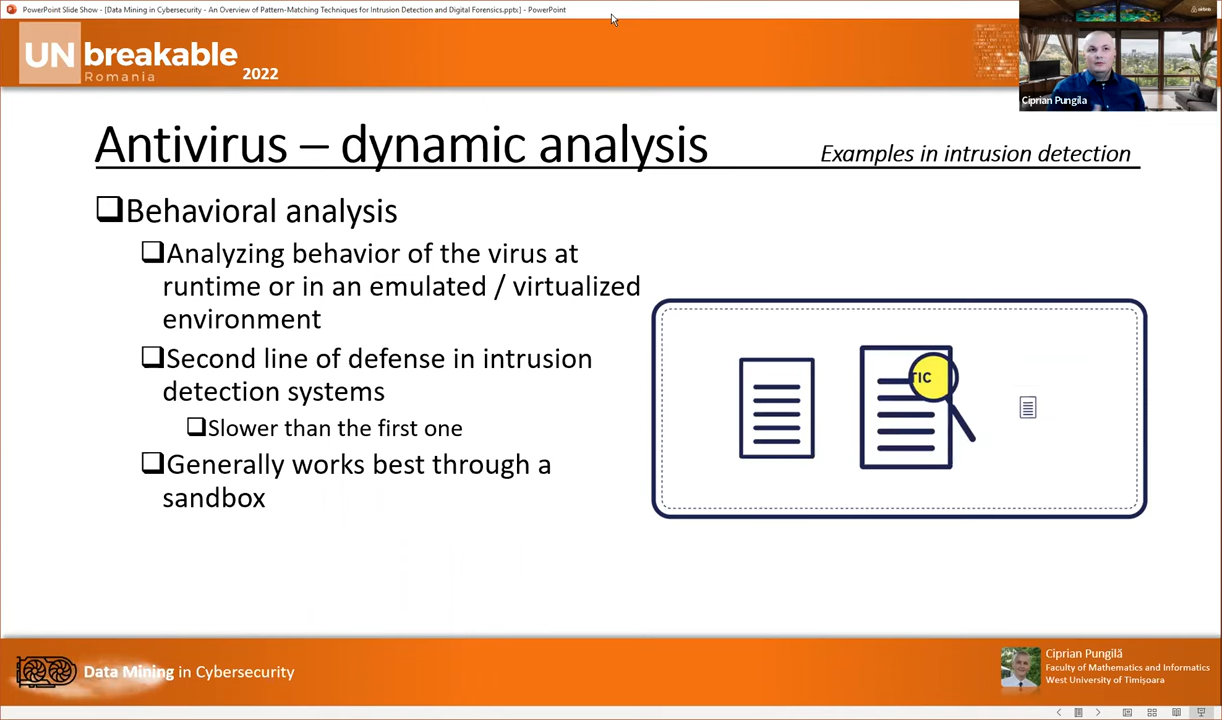 PowerPoint Slide Show - [Data Mining in Cybersecurity - An Overview of Pattern-Matching Techniques for Intrusion Detection and Digital Forensics.pptx] - PowerPoint
UN breakable
Romania
2022
Ciprian Pungila
Antivirus – dynamic analysis
Examples in intrusion detection
Behavioral analysis
Analyzing behavior of the virus at
runtime or in an emulated / virtualized
environment
Second line of defense in intrusion
detection systems
Slower than the first one
Generally works best through a
sandbox
TIC
Data Mining in Cybersecurity
Ciprian Pungilă
Faculty of Mathematics and Informatics
West University of Timișoara